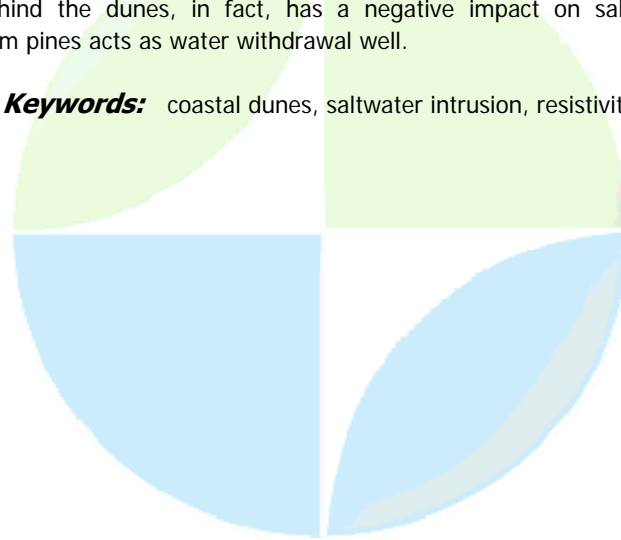 hind the dunes, in fact, has a negative impact on sal
m pines acts as water withdrawal well.
Keywords: coastal dunes, saltwater intrusion, resistivit